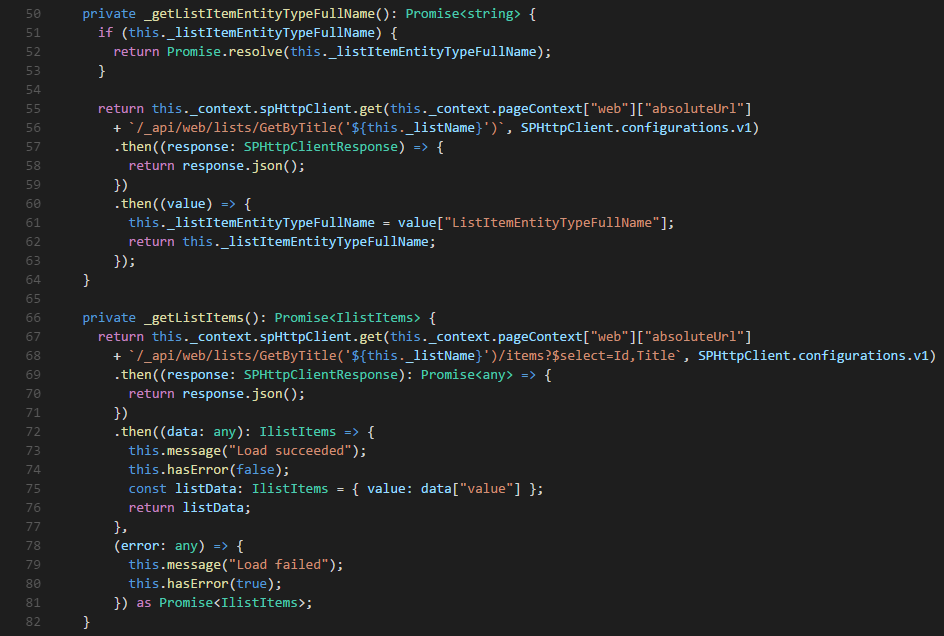 50 private _getListItemEntityTypeFullName(): Promise<string> {
51 if (this._listItemEntityTypeFullName) {
52 return Promise.resolve(this._listItemEntityTypeFullName);
53 }
54
55 return this._context.spHttpClient.get(this._context.pageContext["web"]["absoluteUrl"]
56 + `/_api/web/lists/GetByTitle('${this._listName}')`, SPHttpClient.configurations.v1)
57 .then((response: SPHttpClientResponse) => {
58 return response.json();
59 })
60 .then((value) => {
61 this._listItemEntityTypeFullName = value["ListItemEntityTypeFullName"];
62 return this._listItemEntityTypeFullName;
63 });
64 }
65
66 private _getListItems(): Promise<IlistItems> {
67 return this._context.spHttpClient.get(this._context.pageContext["web"]["absoluteUrl"]
68 + `/_api/web/lists/GetByTitle('${this._listName}')/items?$select=Id,Title`, SPHttpClient.configurations.v1)
69 .then((response: SPHttpClientResponse): Promise<any> => {
70 return response.json();
71 })
72 .then((data: any): IlistItems => {
73 this.message("Load succeeded");
74 this.hasError(false);
75 const listData: IlistItems = { value: data["value"] };
76 return listData;
77 },
78 (error: any) => {
79 this.message("Load failed");
80 this.hasError(true);
81 }) as Promise<IlistItems>;
82 }